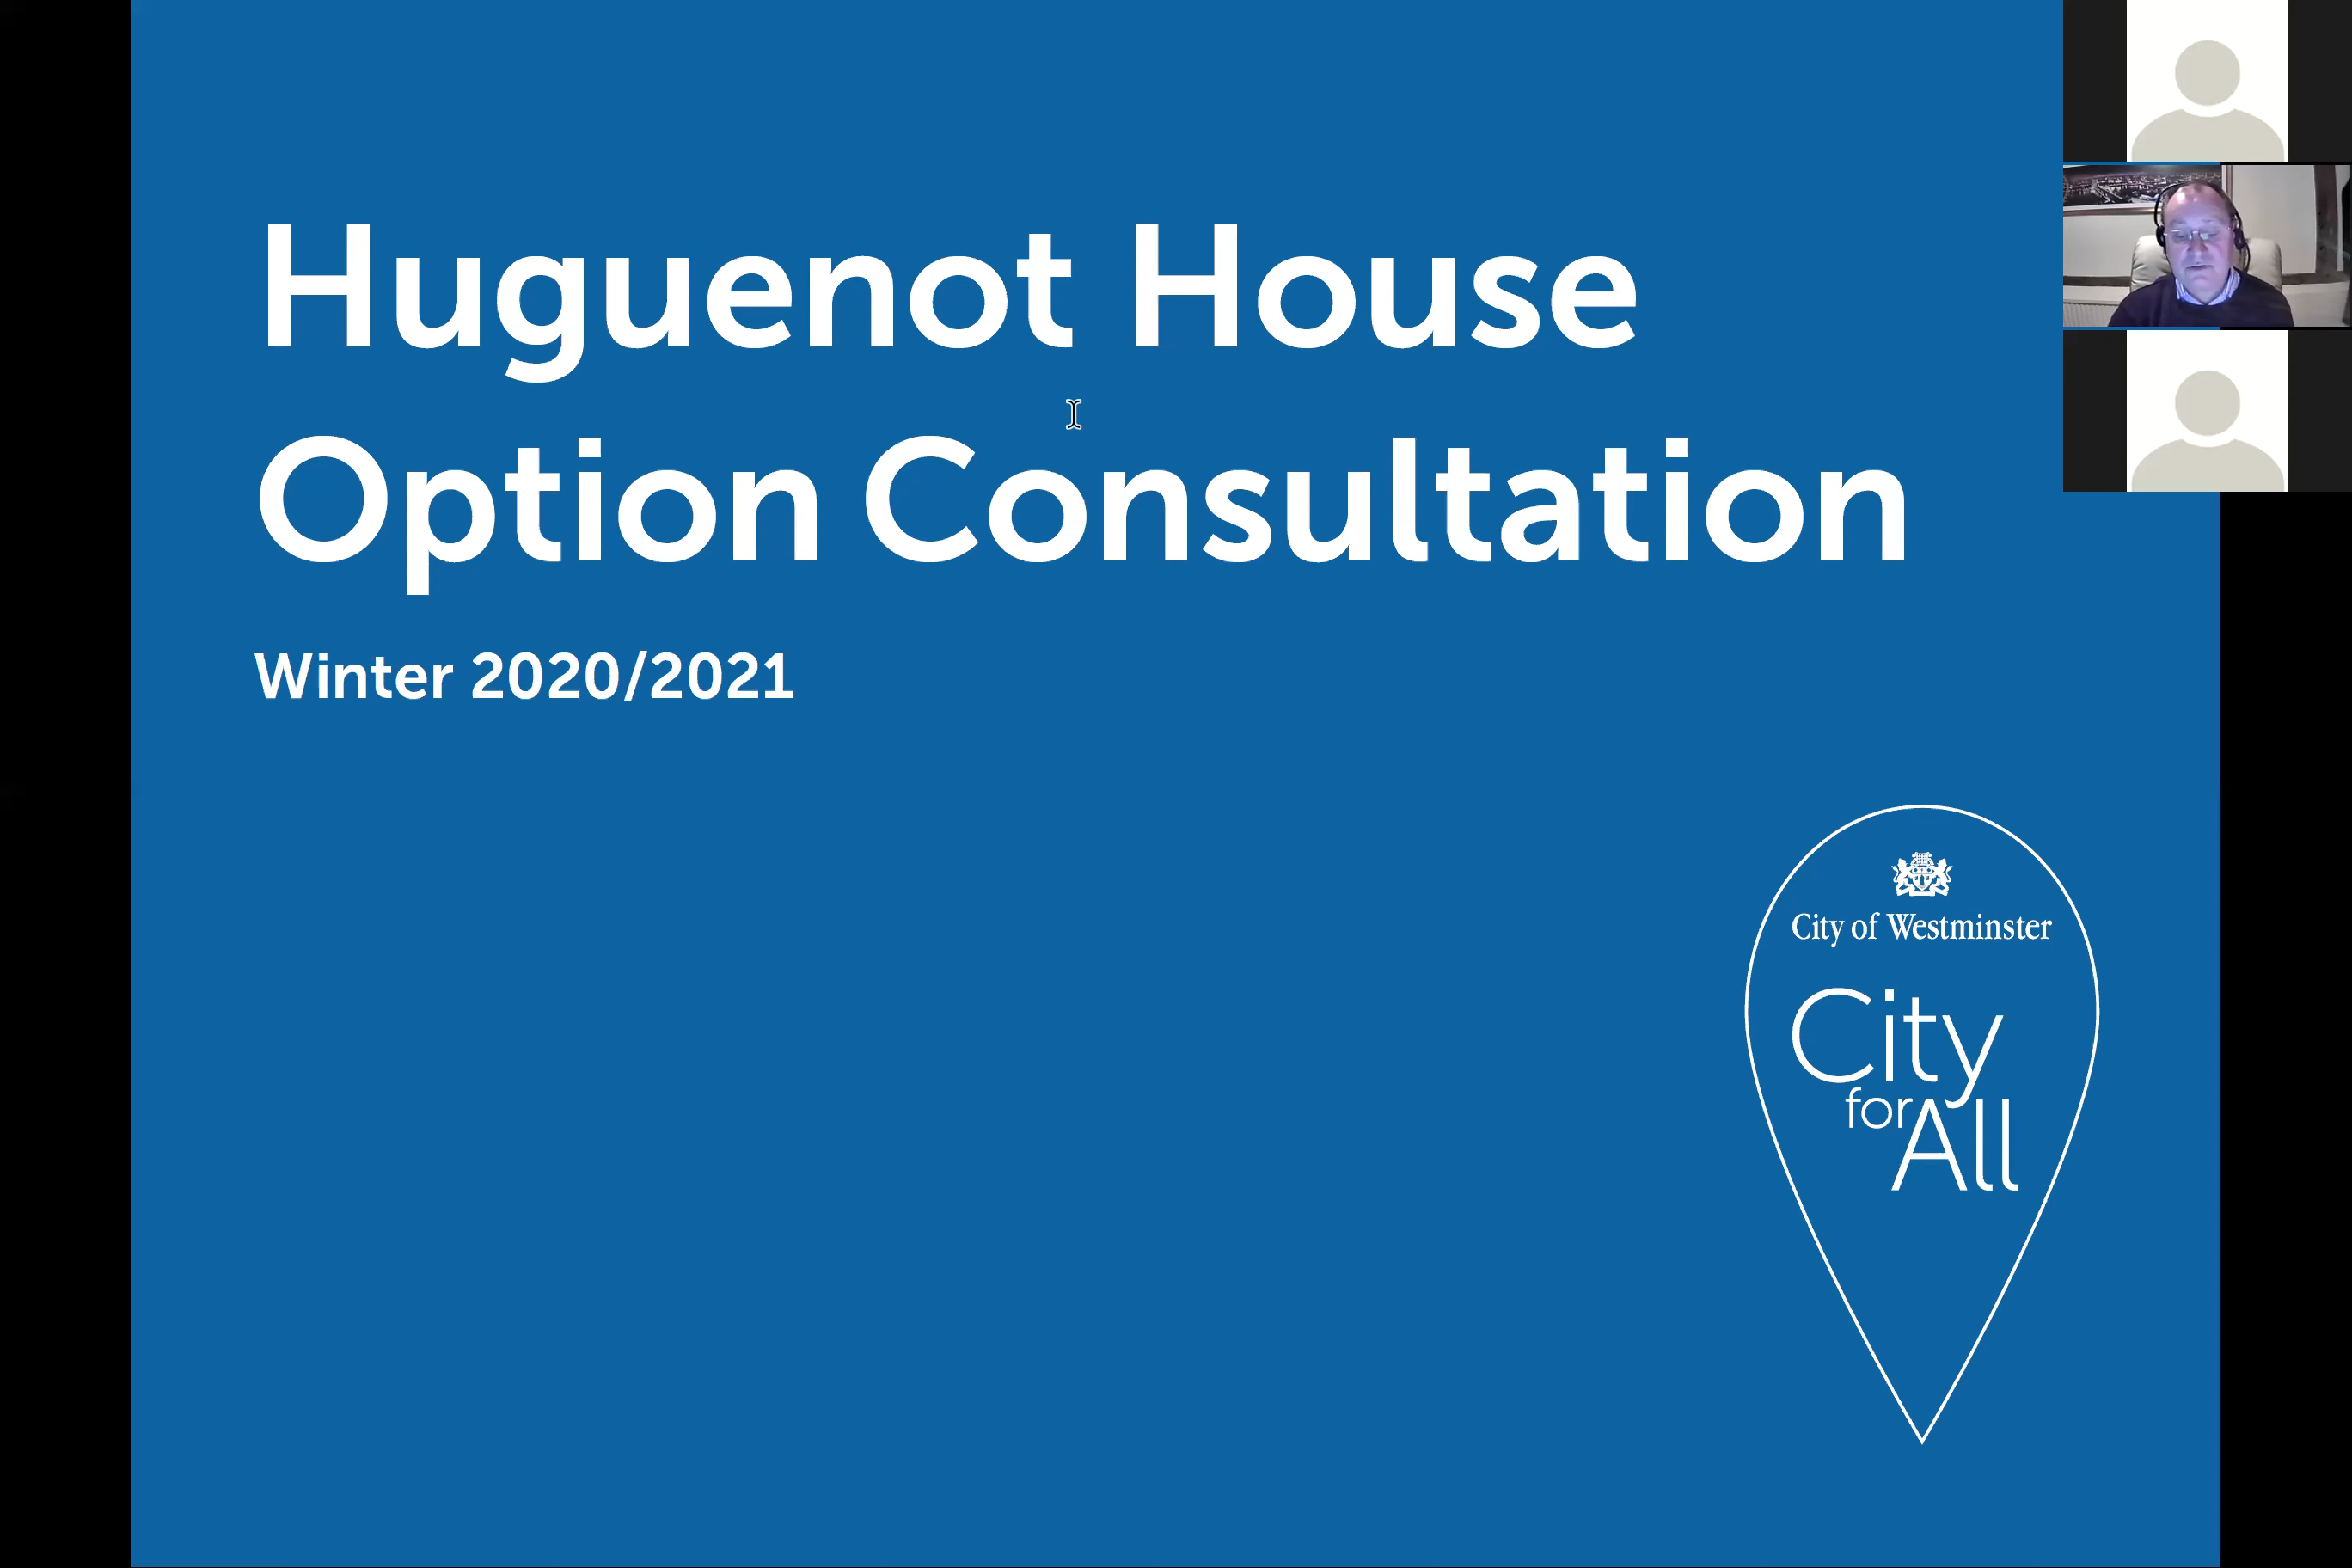 Huguenot House
Option Consultation
Winter 2020/2021
City of Westminster
City
for
All